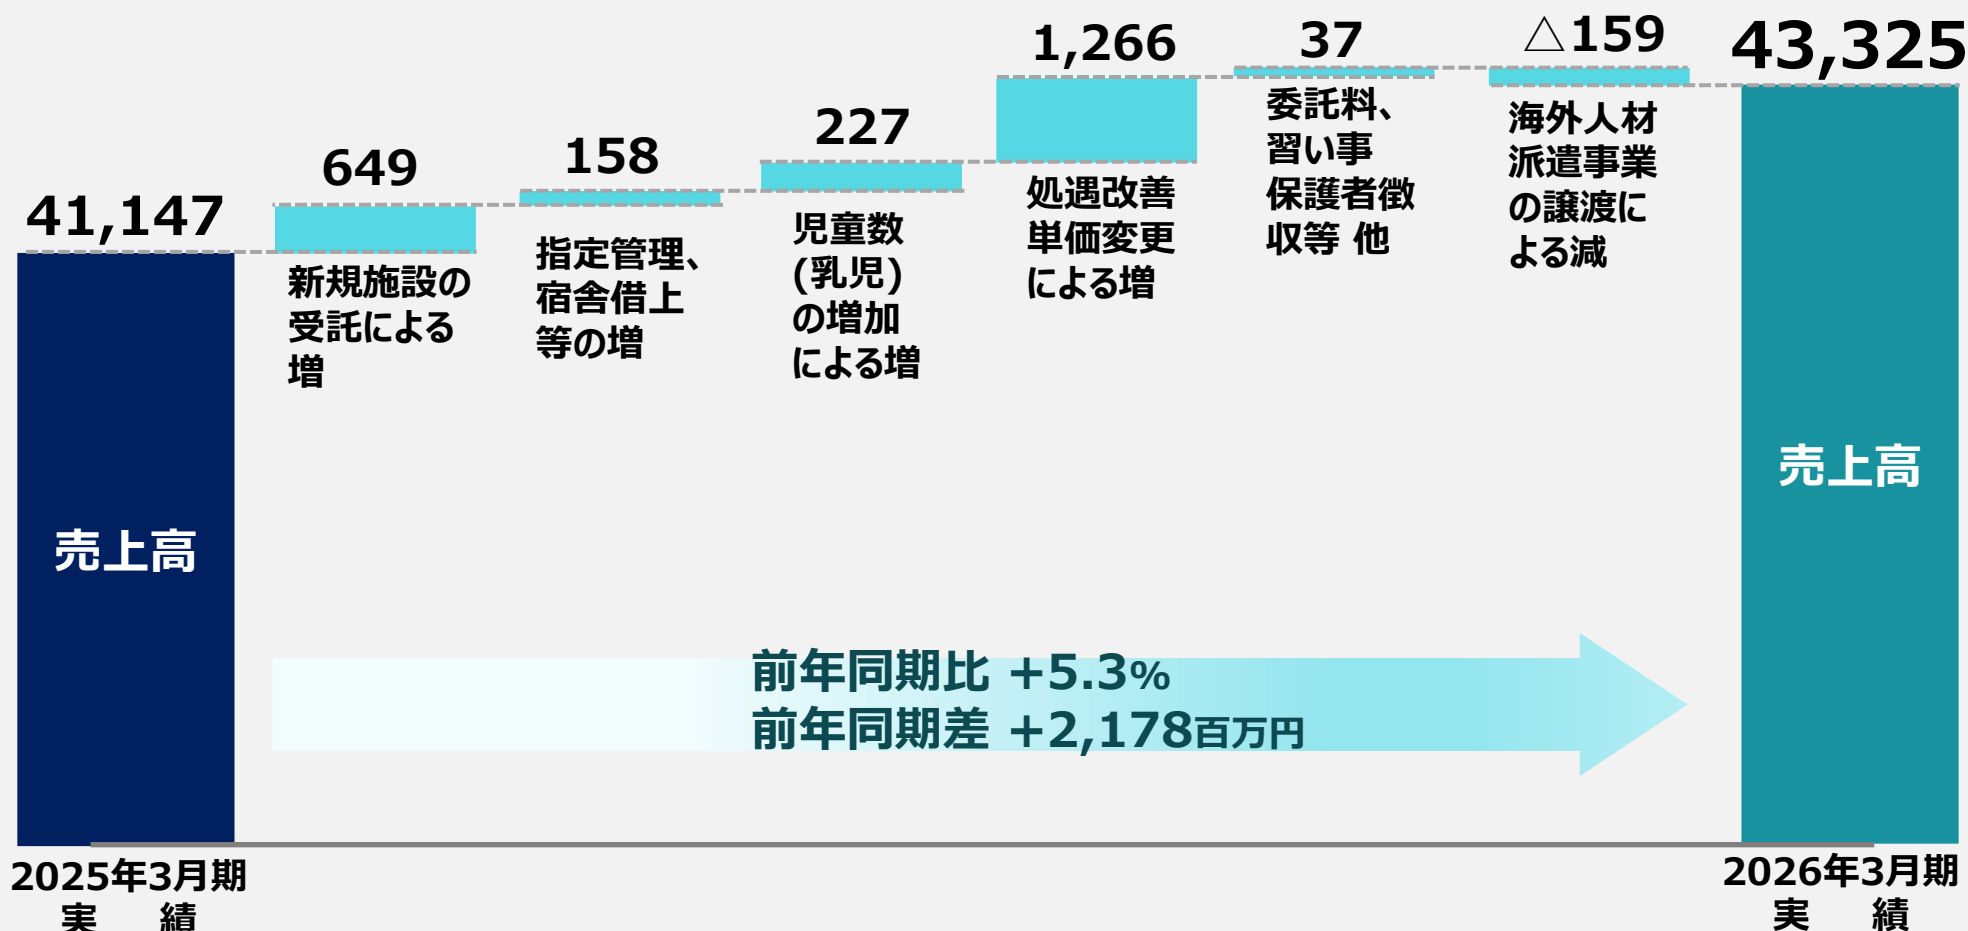 41,147
売上高
2025年3月期
実　績
649
新規施設の
受託による
増
158
指定管理、
宿舎借上
等の増
227
児童数
(乳児)
の増加
による増
1,266
処遇改善
単価変更
による増
37
委託料、
習い事
保護者徴
収等 他
△159
海外人材
派遣事業
の譲渡に
よる減
43,325
売上高
2026年3月期
実　績
前年同期比 +5.3%
前年同期差 +2,178百万円